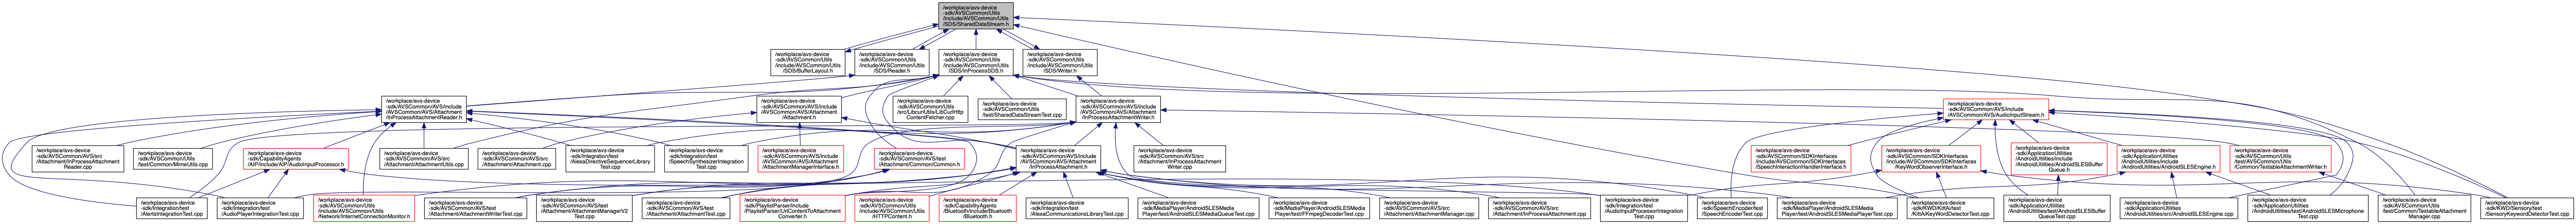 /workplace/avs-device
-sdk/AVSCommon/Utils
/include/AVSCommon/Utils
/SDS/SharedDataStream.h
/workplace/avs-device
-sdk/AVSCommon/Utils
/include/AVSCommon/Utils
/SDS/BufferLayout.h
/workplace/avs-device
-sdk/AVSCommon/Utils
/include/AVSCommon/Utils
/SDS/Reader.h
/workplace/avs-device
-sdk/AVSCommon/Utils
/include/AVSCommon/Utils
/SDS/InProcessSDS.h
/workplace/avs-device
-sdk/AVSCommon/Utils
/include/AVSCommon/Utils
/SDS/Writer.h
/workplace/avs-device
-sdk/AVSCommon/AVS/include
/AVSCommon/AVS/Attachment
/InProcessAttachmentReader.h
/workplace/avs-device
-sdk/AVSCommon/AVS/include
/AVSCommon/AVS/Attachment
/Attachment.h
/workplace/avs-device
-sdk/AVSCommon/Utils
/src/LibcurlUtils/LibCurlHttp
ContentFetcher.cpp
/workplace/avs-device
-sdk/AVSCommon/Utils
/test/SharedDataStreamTest.cpp
/workplace/avs-device
-sdk/AVSCommon/AVS/include
/AVSCommon/AVS/Attachment
/InProcessAttachmentWriter.h
/workplace/avs-device
-sdk/AVSCommon/AVS/include
/AVSCommon/AVS/AudioInputStream.h
/workplace/avs-device
-sdk/AVSCommon/AVS/src
/Attachment/InProcessAttachment
Reader.cpp
/workplace/avs-device
-sdk/AVSCommon/Utils
/test/Common/MimeUtils.cpp
/workplace/avs-device
-sdk/CapabilityAgents
/AIP/include/AIP/AudioInputProcessor.h
/workplace/avs-device
-sdk/AVSCommon/AVS/src
/Attachment/AttachmentUtils.cpp
/workplace/avs-device
-sdk/AVSCommon/AVS/src
/Attachment/Attachment.cpp
/workplace/avs-device
-sdk/Integration/test
/AlexaDirectiveSequencerLibrary
Test.cpp
/workplace/avs-device
-sdk/Integration/test
/SpeechSynthesizerIntegration
Test.cpp
/workplace/avs-device
-sdk/AVSCommon/AVS/include
/AVSCommon/AVS/Attachment
/AttachmentManagerInterface.h
/workplace/avs-device
-sdk/AVSCommon/AVS/test
/Attachment/Common/Common.h
/workplace/avs-device
-sdk/AVSCommon/AVS/include
/AVSCommon/AVS/Attachment
/InProcessAttachment.h
/workplace/avs-device
-sdk/AVSCommon/AVS/src
/Attachment/InProcessAttachment
Writer.cpp
/workplace/avs-device
-sdk/AVSCommon/SDKInterfaces
/include/AVSCommon/SDKInterfaces
/SpeechInteractionHandlerInterface.h
/workplace/avs-device
-sdk/AVSCommon/SDKInterfaces
/include/AVSCommon/SDKInterfaces
/KeyWordObserverInterface.h
/workplace/avs-device
-sdk/ApplicationUtilities
/AndroidUtilities/include
/AndroidUtilities/AndroidSLESBuffer
Queue.h
/workplace/avs-device
-sdk/ApplicationUtilities
/AndroidUtilities/include
/AndroidUtilities/AndroidSLESEngine.h
/workplace/avs-device
-sdk/AVSCommon/Utils
/test/AVSCommon/Utils
/Common/TestableAttachmentWriter.h
/workplace/avs-device
-sdk/Integration/test
/AlertsIntegrationTest.cpp
/workplace/avs-device
-sdk/Integration/test
/AudioPlayerIntegrationTest.cpp
/workplace/avs-device
-sdk/AVSCommon/Utils
/include/AVSCommon/Utils
/Network/InternetConnectionMonitor.h
/workplace/avs-device
-sdk/AVSCommon/AVS/test
/Attachment/AttachmentWriterTest.cpp
/workplace/avs-device
-sdk/AVSCommon/AVS/test
/Attachment/AttachmentManagerV2
Test.cpp
/workplace/avs-device
-sdk/AVSCommon/AVS/test
/Attachment/AttachmentTest.cpp
/workplace/avs-device
-sdk/PlaylistParser/include
/PlaylistParser/UrlContentToAttachment
Converter.h
/workplace/avs-device
-sdk/AVSCommon/Utils
/include/AVSCommon/Utils
/HTTPContent.h
/workplace/avs-device
-sdk/CapabilityAgents
/Bluetooth/include/Bluetooth
/Bluetooth.h
/workplace/avs-device
-sdk/Integration/test
/AlexaCommunicationsLibraryTest.cpp
/workplace/avs-device
-sdk/MediaPlayer/AndroidSLESMedia
Player/test/AndroidSLESMediaQueueTest.cpp
/workplace/avs-device
-sdk/MediaPlayer/AndroidSLESMedia
Player/test/FFmpegDecoderTest.cpp
/workplace/avs-device
-sdk/AVSCommon/AVS/src
/Attachment/AttachmentManager.cpp
/workplace/avs-device
-sdk/AVSCommon/AVS/src
/Attachment/InProcessAttachment.cpp
/workplace/avs-device
-sdk/Integration/test
/AudioInputProcessorIntegration
Test.cpp
/workplace/avs-device
-sdk/SpeechEncoder/test
/SpeechEncoderTest.cpp
/workplace/avs-device
-sdk/MediaPlayer/AndroidSLESMedia
Player/test/AndroidSLESMediaPlayerTest.cpp
/workplace/avs-device
-sdk/KWD/KittAi/test
/KittAiKeyWordDetectorTest.cpp
/workplace/avs-device
-sdk/ApplicationUtilities
/AndroidUtilities/test/AndroidSLESBuffer
QueueTest.cpp
/workplace/avs-device
-sdk/ApplicationUtilities
/AndroidUtilities/src/AndroidSLESEngine.cpp
/workplace/avs-device
-sdk/ApplicationUtilities
/AndroidUtilities/test/AndroidSLESMicrophone
Test.cpp
/workplace/avs-device
-sdk/AVSCommon/Utils
/test/Common/TestableAttachment
Manager.cpp
/workplace/avs-device
-sdk/KWD/Sensory/test
/SensoryKeywordDetectorTest.cpp